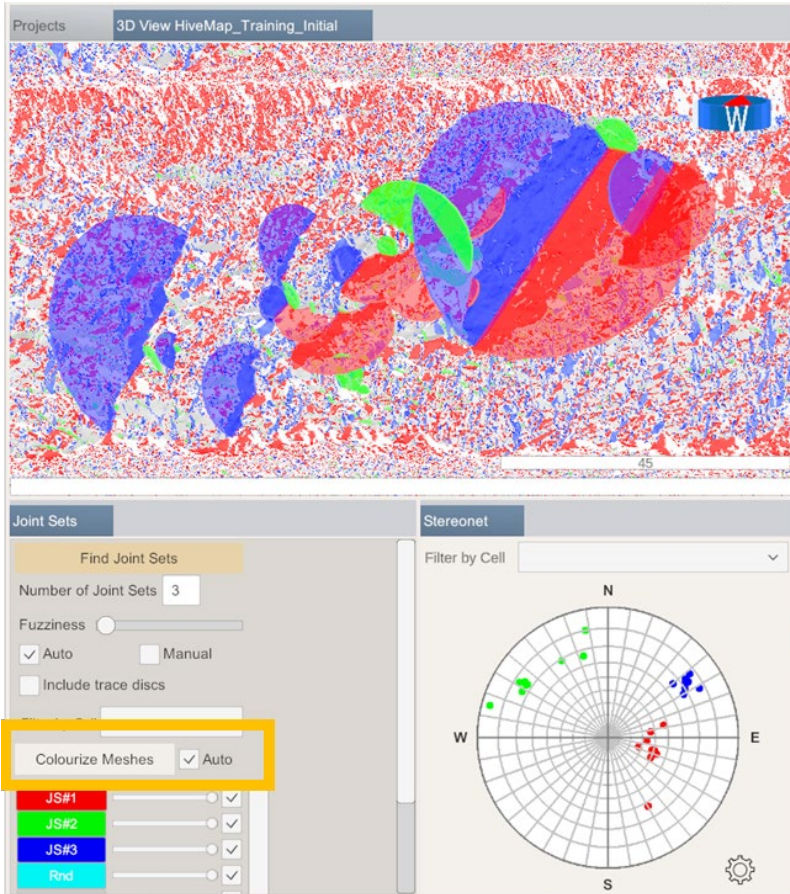 Projects
3D View HiveMap_Training_Initial
W
45
Joint Sets
Find Joint Sets
Number of Joint Sets 3
Fuzziness
Auto
Manual
Include trace discs
Colourize Meshes
Auto
JS#1
JS#2
JS#3
Rnd
Stereonet
Filter by Cell
N
W
E
S